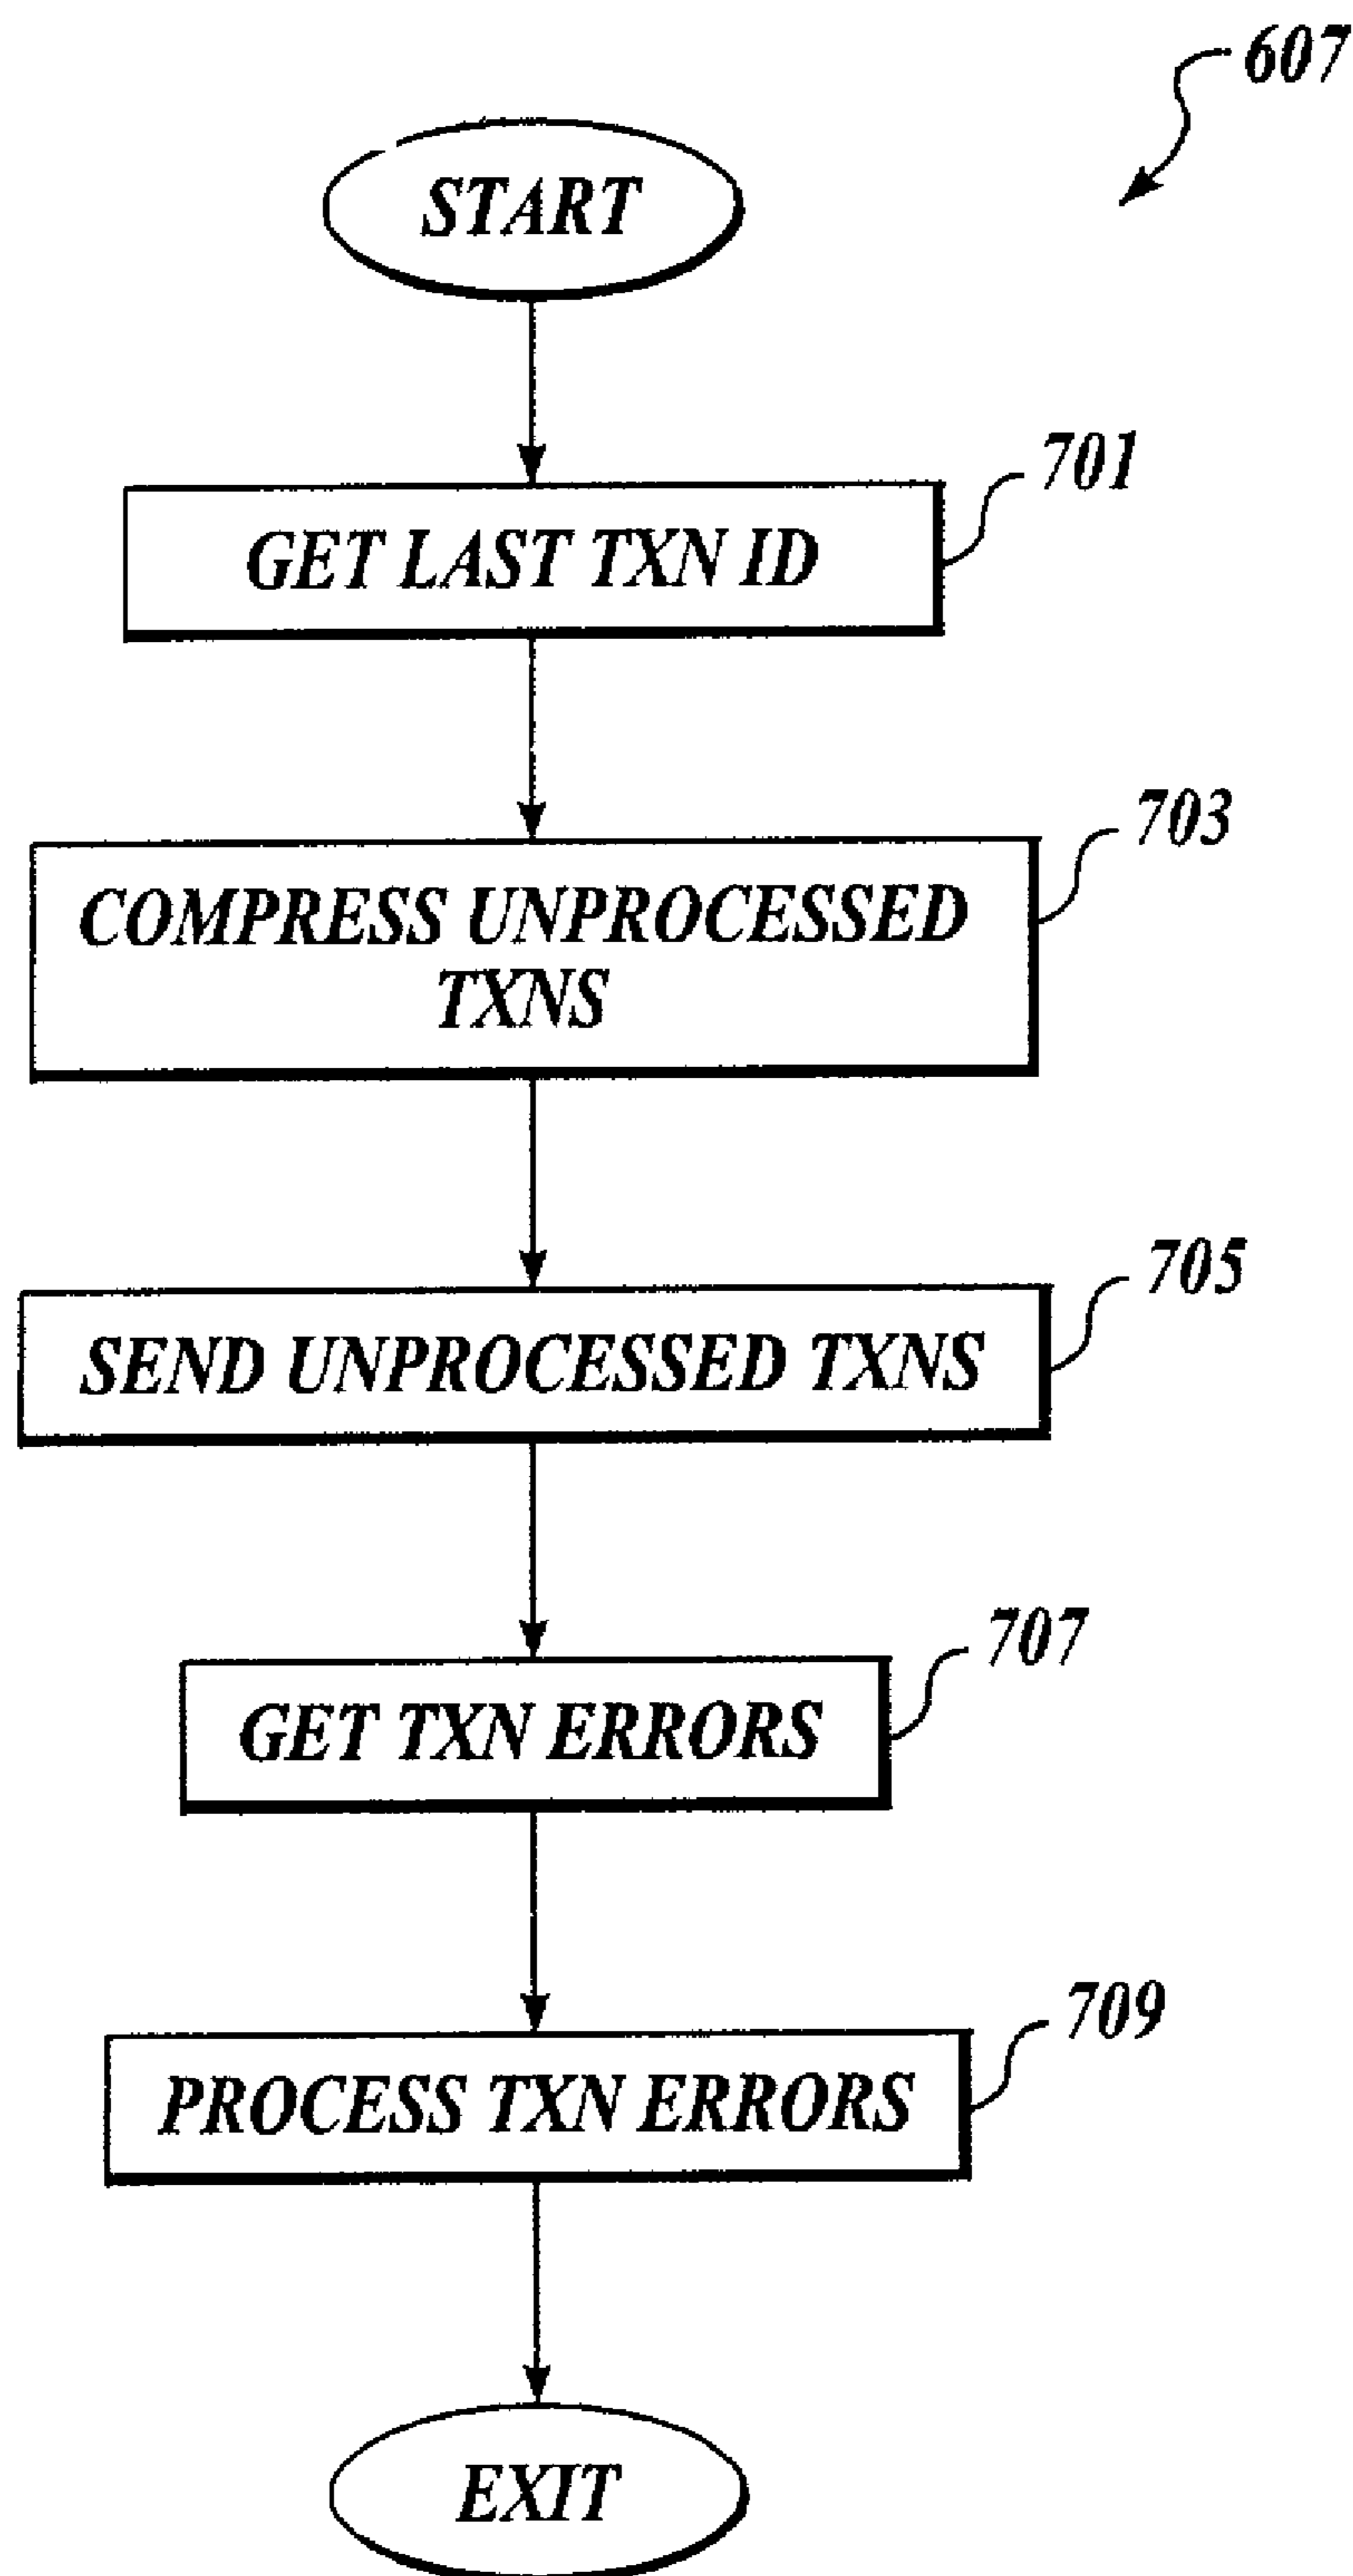 607
START
701
GET LAST TXN ID
703
COMPRESS UNPROCESSED
TXNS
705
SEND UNPROCESSED TXNS
707
GET TXN ERRORS
709
PROCESS TXN ERRORS
EXIT